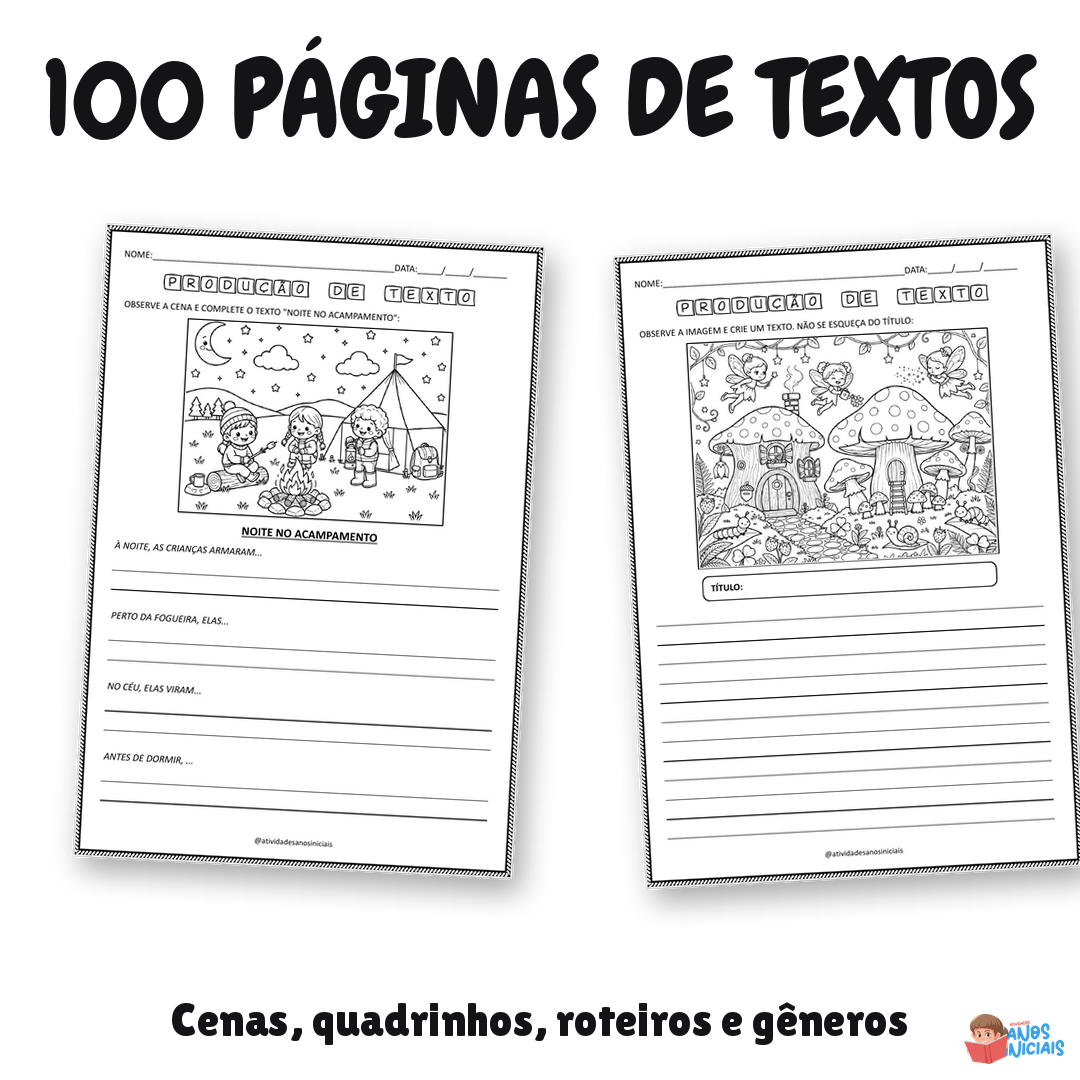 100 PÁGINAS DE TEXTOS
NOME: DATA: / /
PRODUÇÃO DE TEXTO
OBSERVE A CENA E COMPLETE O TEXTO "NOITE NO ACAMPAMENTO":
NOITE NO ACAMPAMENTO
À NOITE, AS CRIANÇAS ARMARAM...
PERTO DA FOGUEIRA, ELAS...
NO CÉU, ELAS VIRAM...
ANTES DE DORMIR, ...
@atividadesanosiniciais
NOME: DATA: / /
PRODUÇÃO DE TEXTO
OBSERVE A IMAGEM E CRIE UM TEXTO. NÃO SE ESQUEÇA DO TÍTULO:
TÍTULO:
@atividadesanosiniciais
Cenas, quadrinhos, roteiros e gêneros
ATIVIDADES
ANOS
INICIAIS